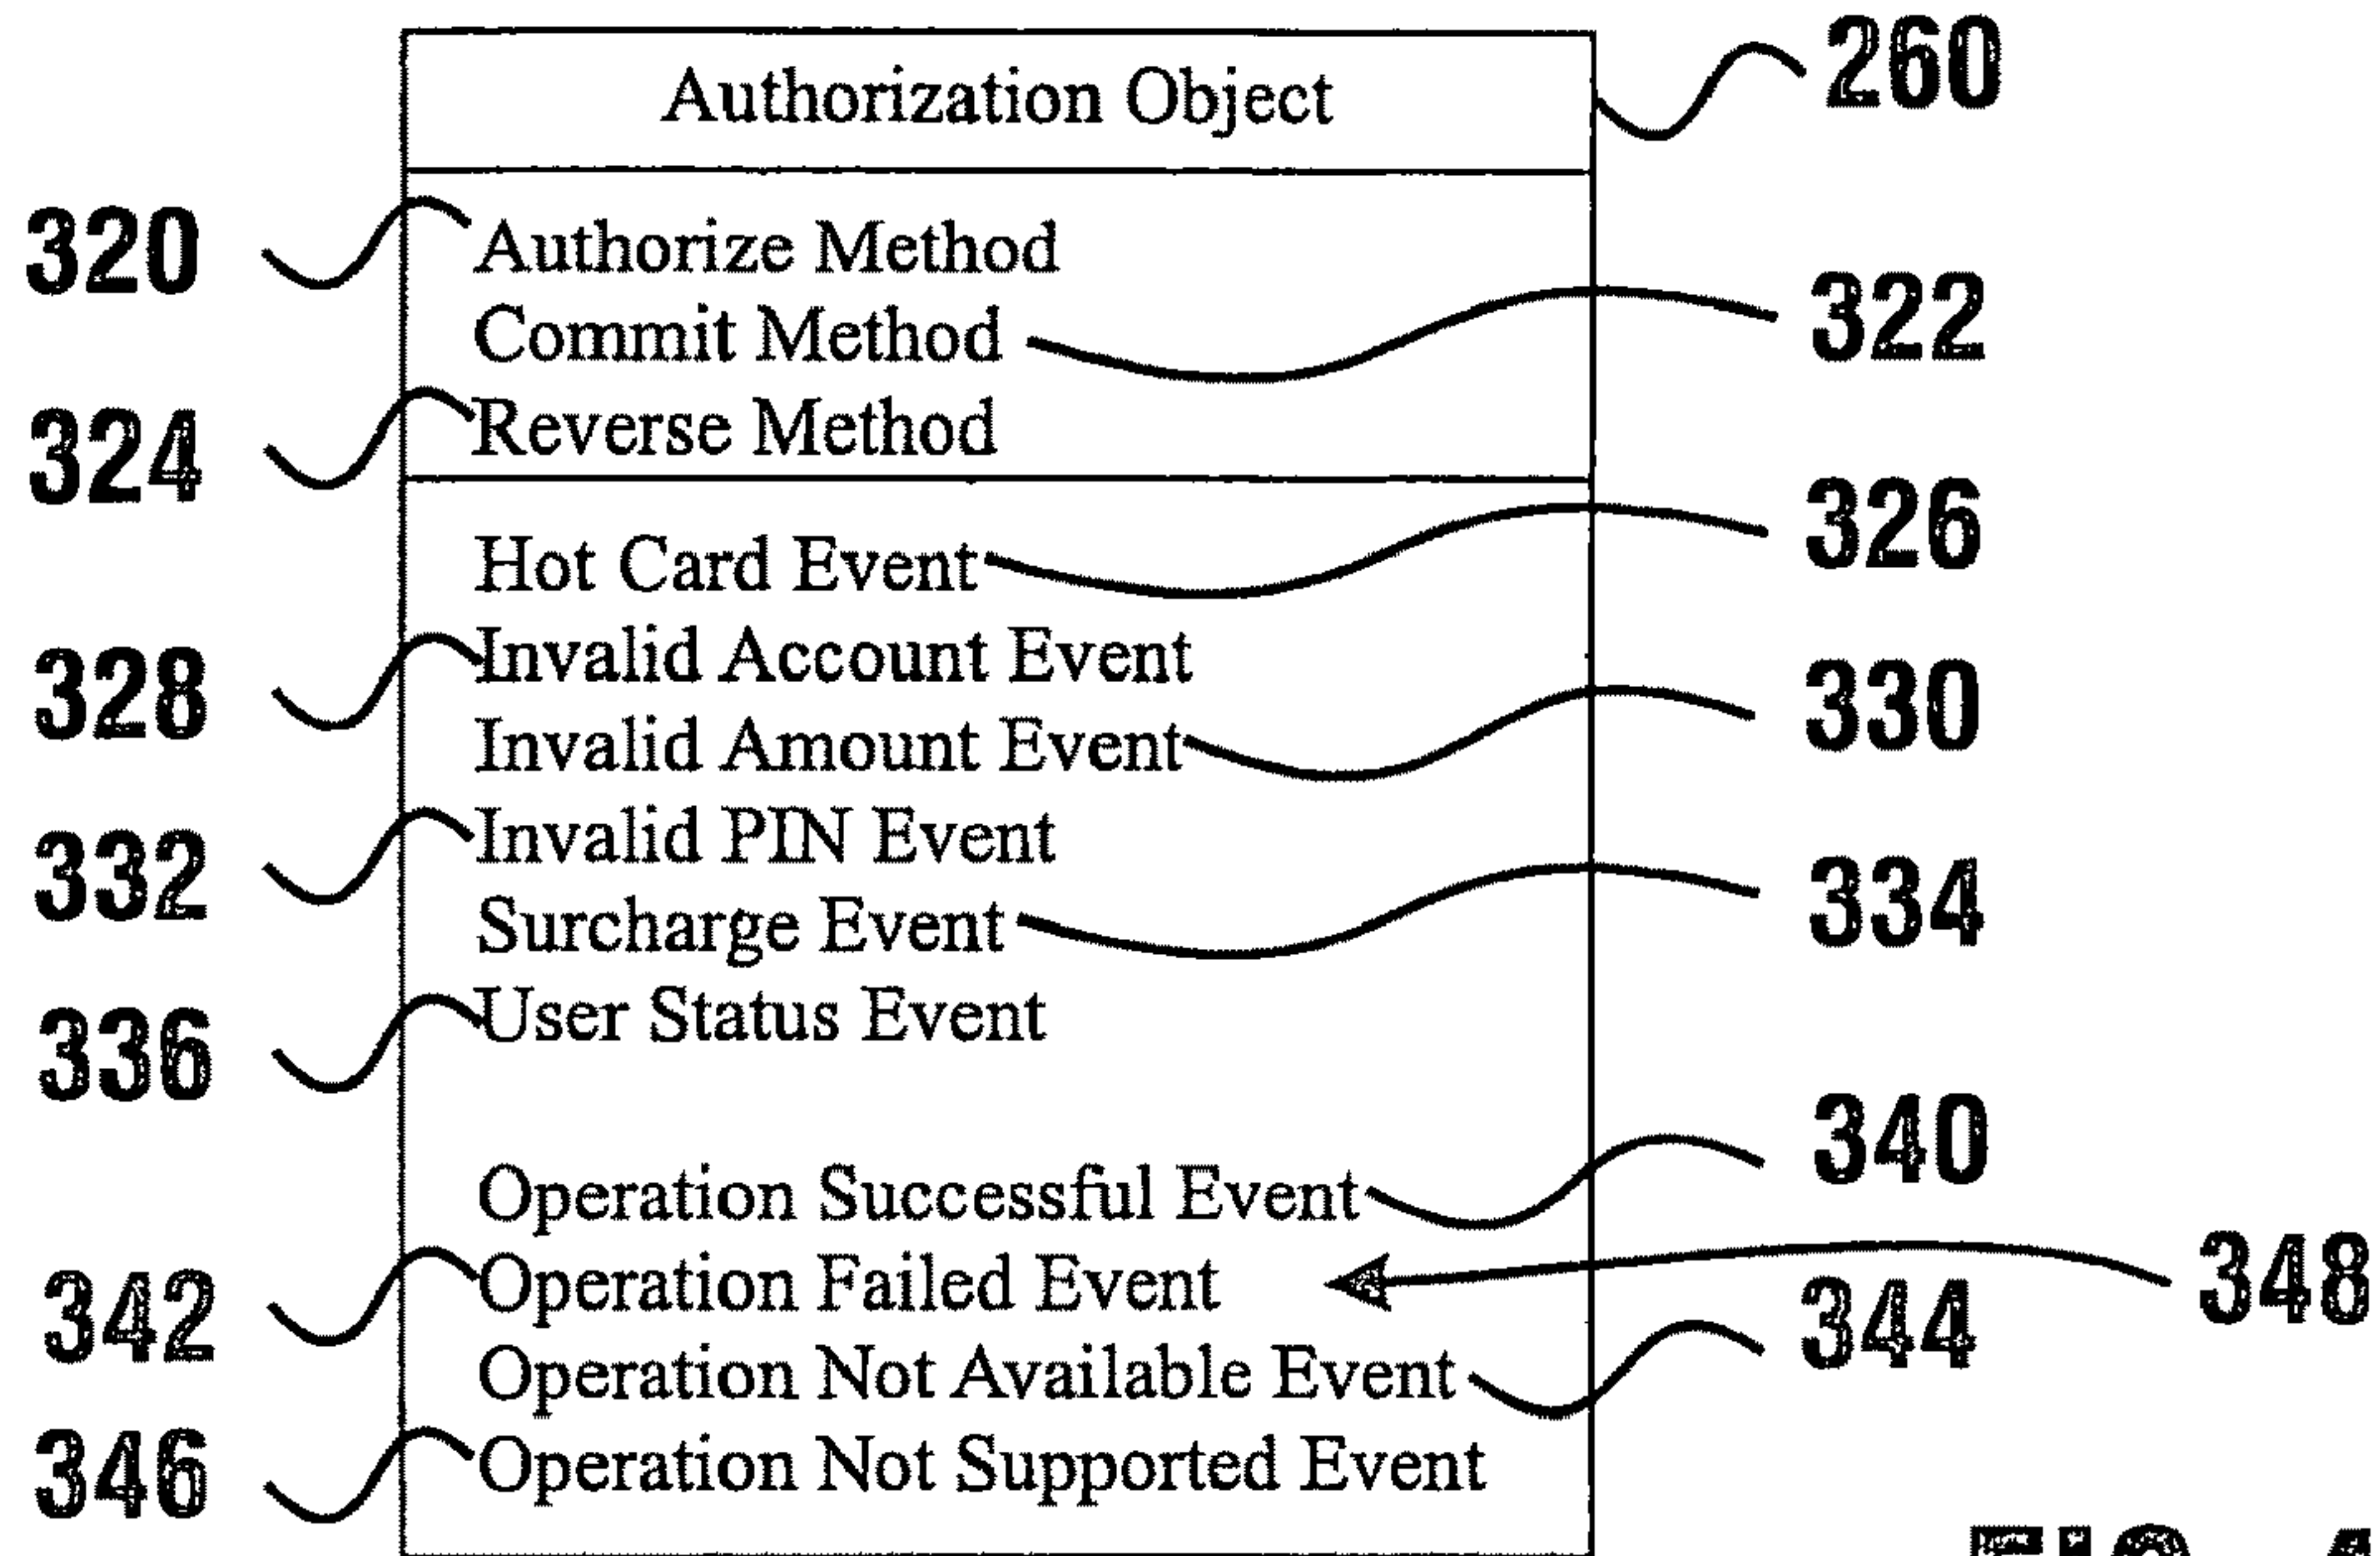 Authorization Object 260
320 Authorize Method
Commit Method 322
324 Reverse Method
Hot Card Event 326
328 Invalid Account Event
Invalid Amount Event 330
332 Invalid PIN Event
Surcharge Event 334
336 User Status Event
Operation Successful Event 340
342 Operation Failed Event 348
Operation Not Available Event 344
346 Operation Not Supported Event